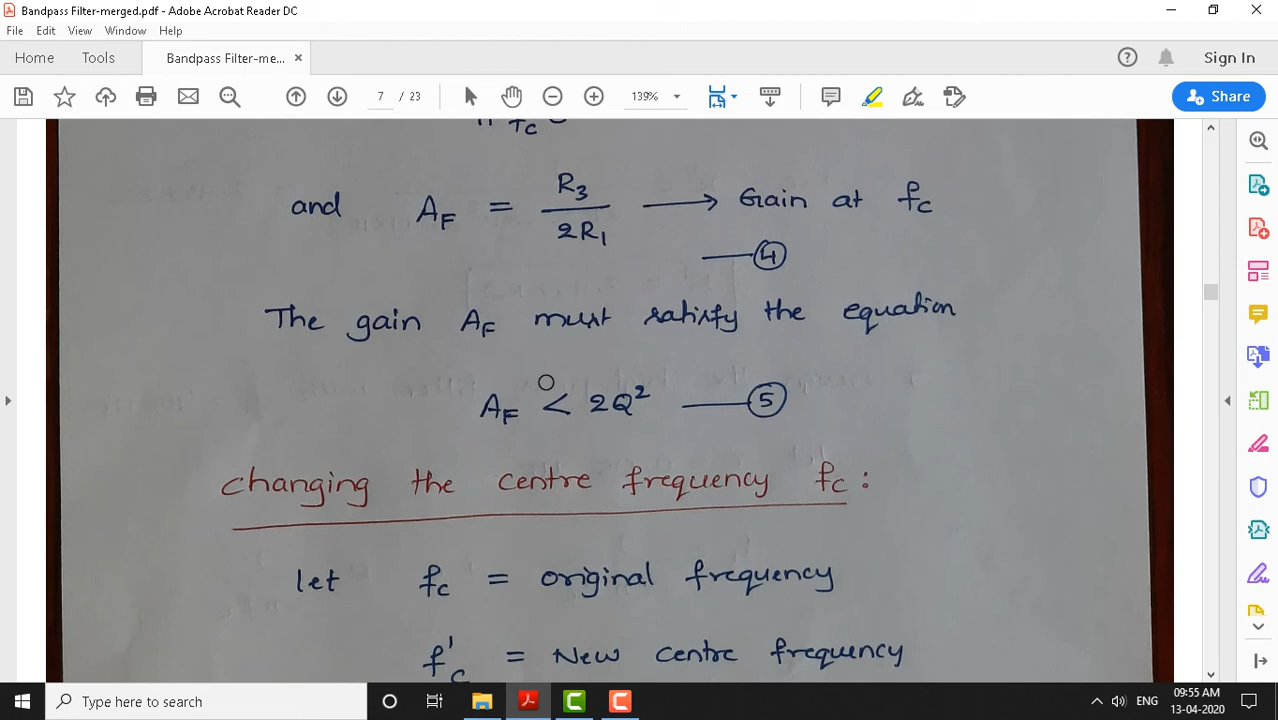 Bandpass Filter-merged.pdf - Adobe Acrobat Reader DC
File Edit View Window Help
Home Tools Bandpass Filter-me... × Sign In
7 / 23 139% Share
and A_F = R_3 / 2R_1 → Gain at f_c
— 4
The gain A_F must satisfy the equation
A_F < 2Q² — 5
changing the centre frequency f_c :
let f_c = original frequency
f'_c = New centre frequency
Type here to search ENG 09:55 AM
13-04-2020